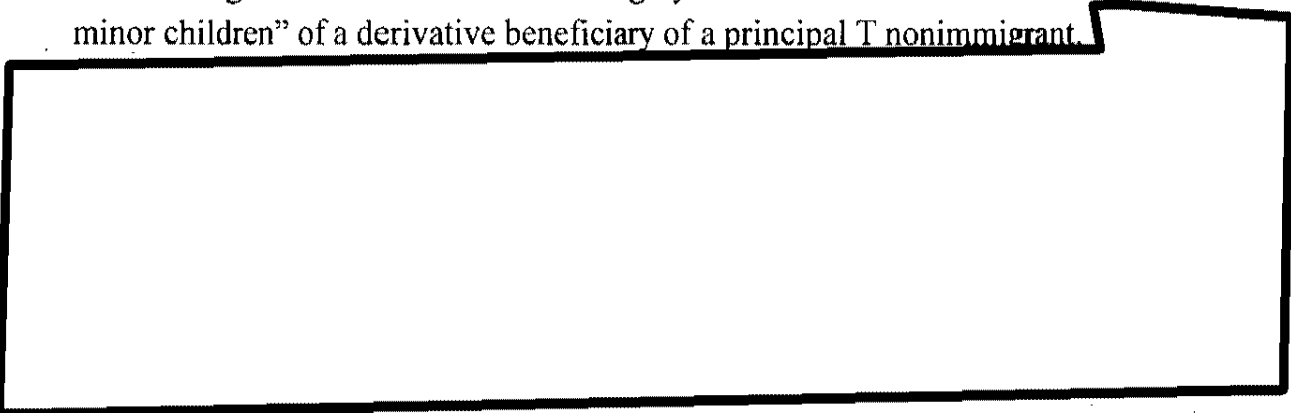 minor children” of a derivative beneficiary of a principal T nonimmigrant.